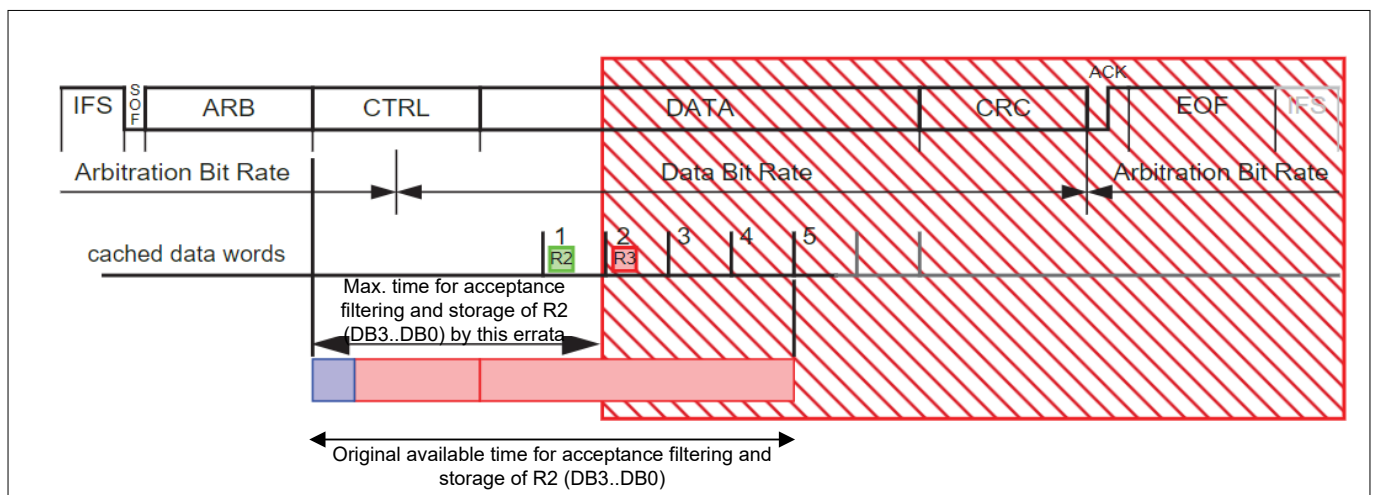 ACK
IFS SOF ARB CTRL DATA CRC EOF IFS
Arbitration Bit Rate Data Bit Rate Arbitration Bit Rate
1 2 3 4 5
cached data words R2 R3
Max. time for acceptance
filtering and storage of R2
(DB3..DB0) by this errata
Original available time for acceptance filtering and
storage of R2 (DB3..DB0)